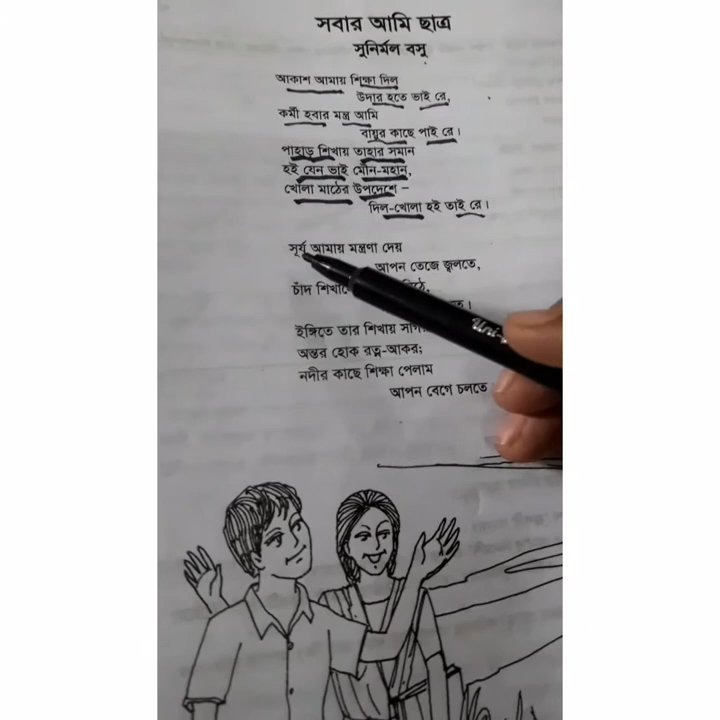 সবার আমি ছাত্র
সুনির্মল বসু
আকাশ আমায় শিক্ষা দিল
উদার হতে ভাই রে,
কর্মী হবার মন্ত্র আমি
বায়ুর কাছে পাই রে।
পাহাড় শিখায় তাহার সমান
হই যেন ভাই মৌন-মহান,
খোলা মাঠের উপদেশে –
দিল-খোলা হই তাই রে।
সূর্য আমায় মন্ত্রণা দেয়
আপন তেজে জ্বলতে,
চাঁদ
ইঙ্গিতে তার শিখায়
অন্তর হোক রত্ন-আকর;
নদীর কাছে শিক্ষা পেলাম
আপন বেগে চলতে